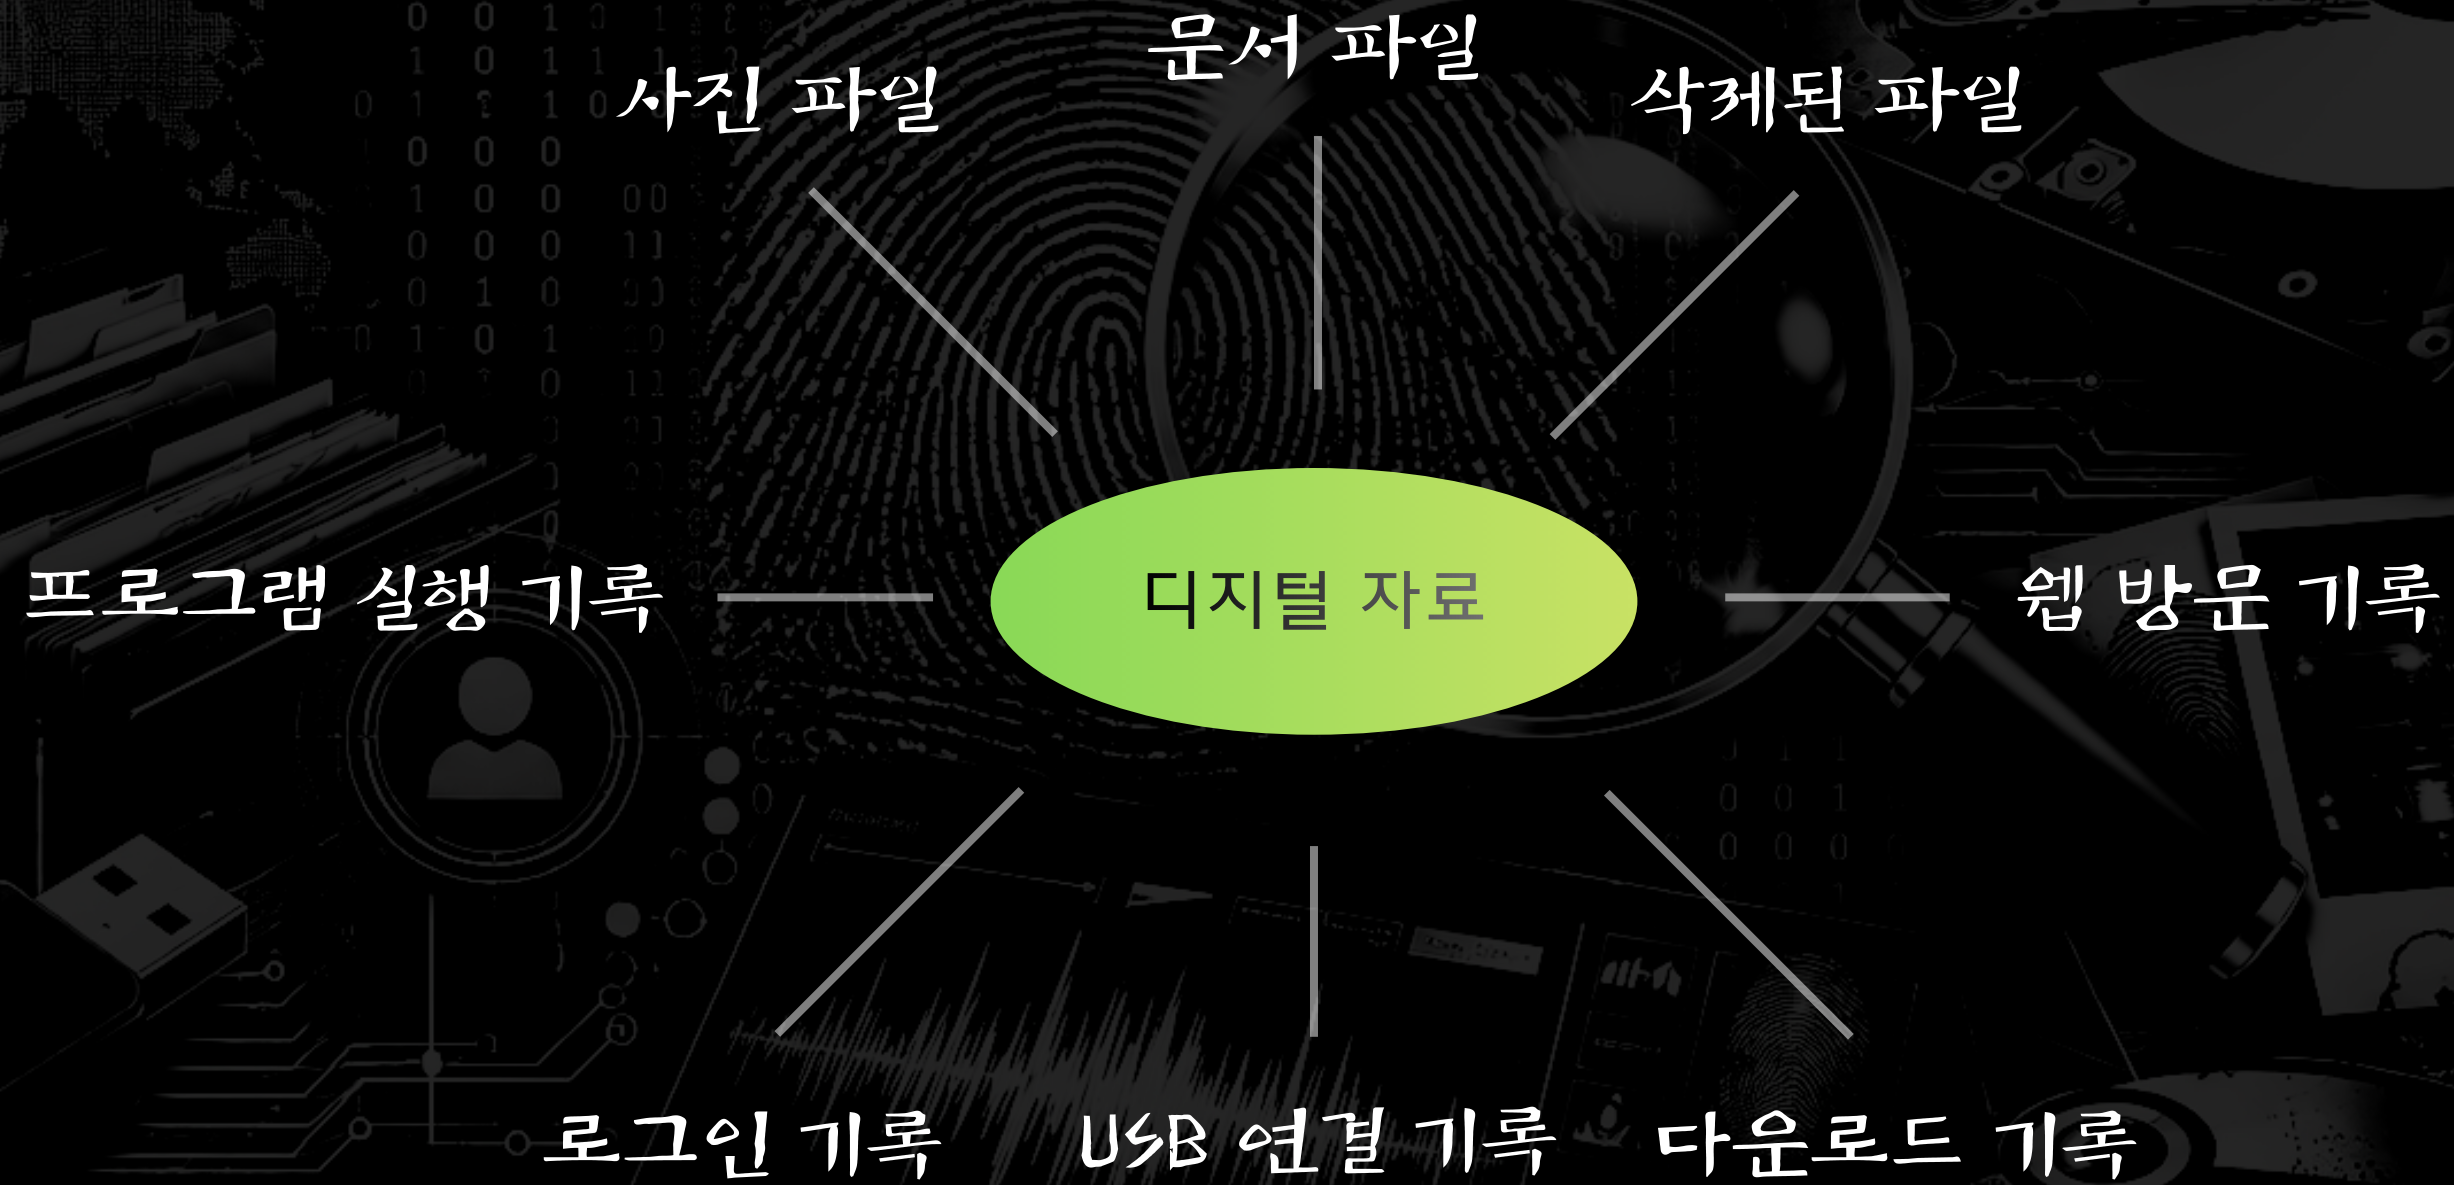 문서 파일
사진 파일
삭제된 파일
프로그램 실행 기록
디지털 자료
웹 방문 기록
로그인 기록
USB 연결 기록
다운로드 기록